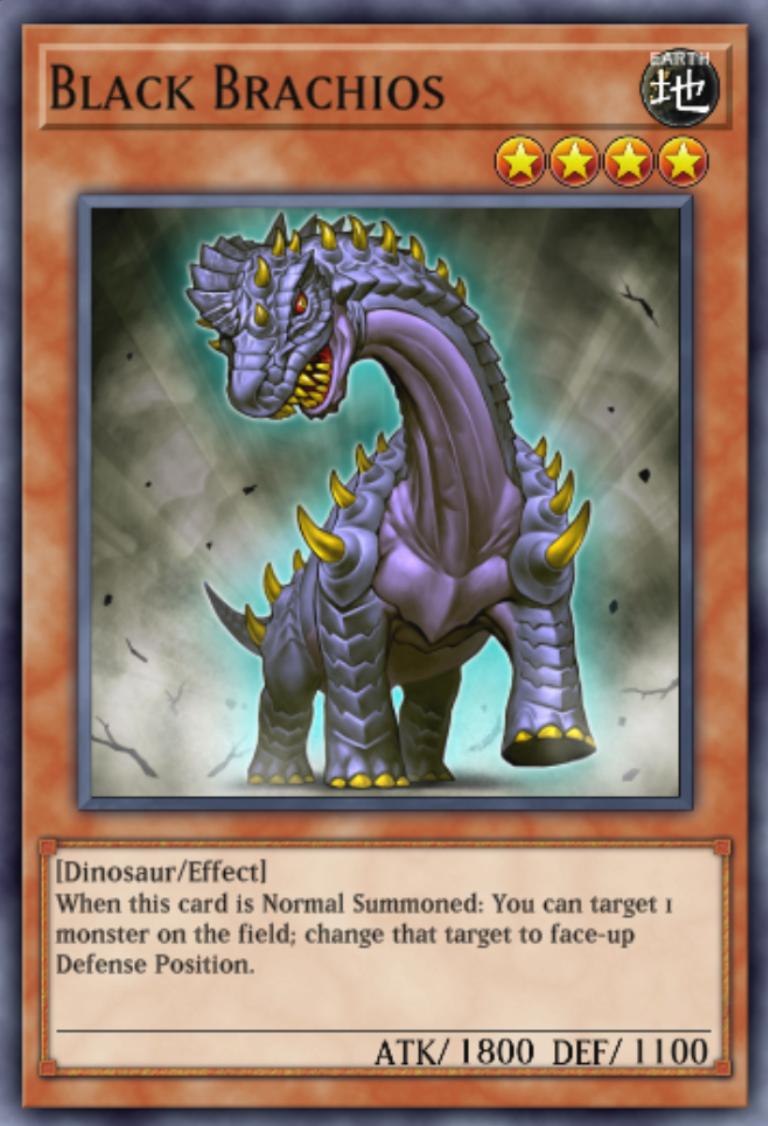 BLACK BRACHIOS
EARTH
地
[Dinosaur/Effect]
When this card is Normal Summoned: You can target 1
monster on the field; change that target to face-up
Defense Position.
ATK/ 1800 DEF/ 1100